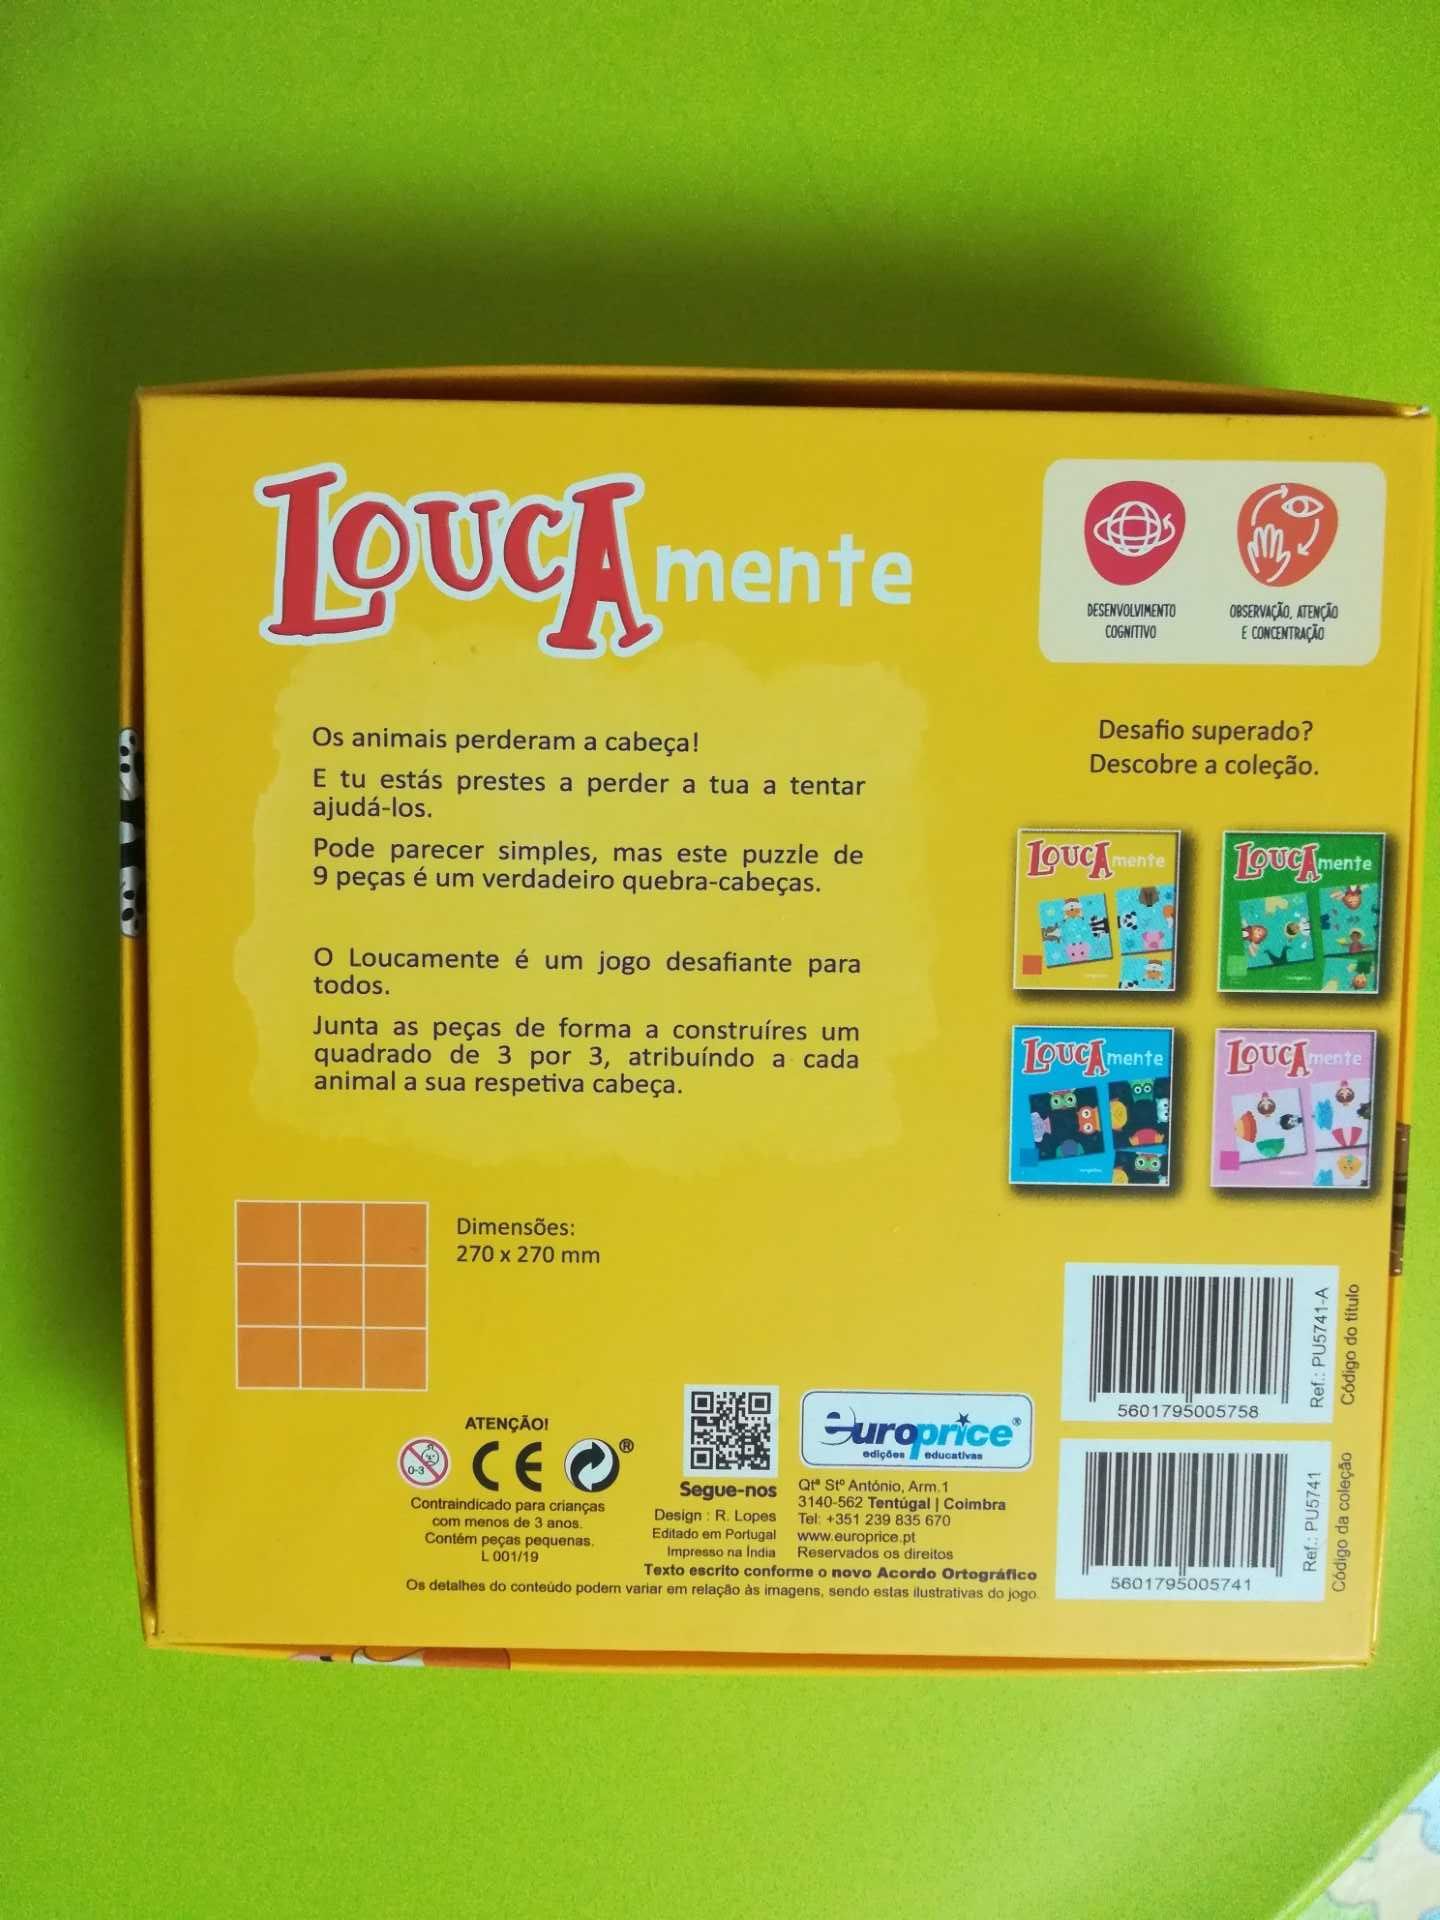 LOUCAmente
DESENVOLVIMENTO
COGNITIVO
OBSERVAÇÃO, ATENÇÃO
E CONCENTRAÇÃO
Os animais perderam a cabeça!
E tu estás prestes a perder a tua a tentar
ajudá-los.
Pode parecer simples, mas este puzzle de
9 peças é um verdadeiro quebra-cabeças.
O Loucamente é um jogo desafiante para
todos.
Junta as peças de forma a construíres um
quadrado de 3 por 3, atribuíndo a cada
animal a sua respetiva cabeça.
Desafio superado?
Descobre a coleção.
LOUCAmente
LOUCAmente
LOUCAmente
LOUCAmente
Dimensões:
270 x 270 mm
ATENÇÃO!
0-3
CE
®
Contraindicado para crianças
com menos de 3 anos.
Contém peças pequenas.
L 001/19
Segue-nos
Design : R. Lopes
Editado em Portugal
Impresso na Índia
europrice®
edições educativas
Qtª Stº António, Arm.1
3140-562 Tentúgal | Coimbra
Tel: +351 239 835 670
www.europrice.pt
Reservados os direitos
Texto escrito conforme o novo Acordo Ortográfico
Os detalhes do conteúdo podem variar em relação às imagens, sendo estas ilustrativas do jogo.
5601795005758
Ref.: PU5741-A
Código do título
5601795005741
Ref.: PU5741
Código da coleção